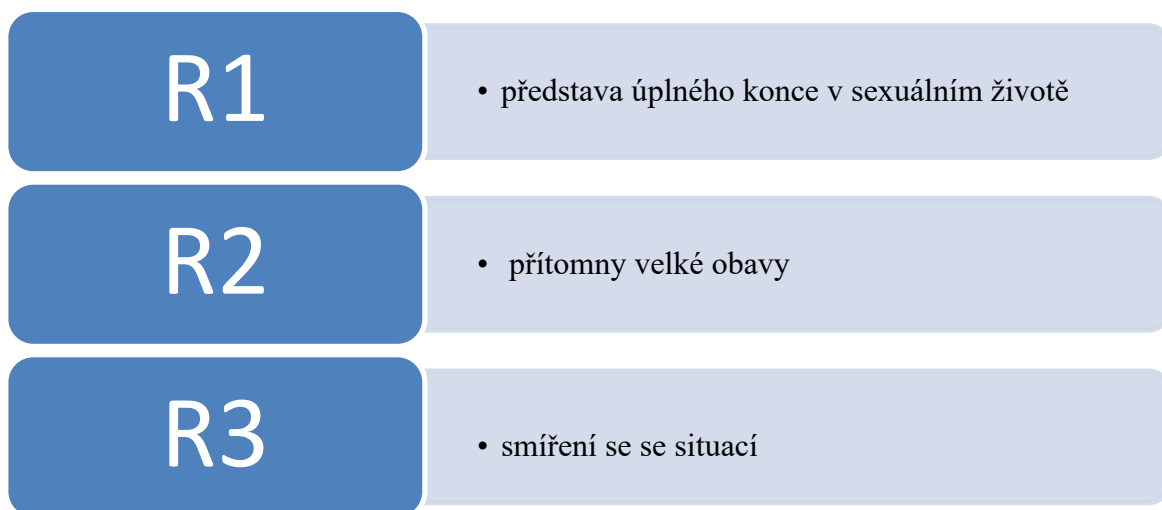 R1
• představa úplného konce v sexuálním životě
R2
• přítomny velké obavy
R3
• smíření se se situací